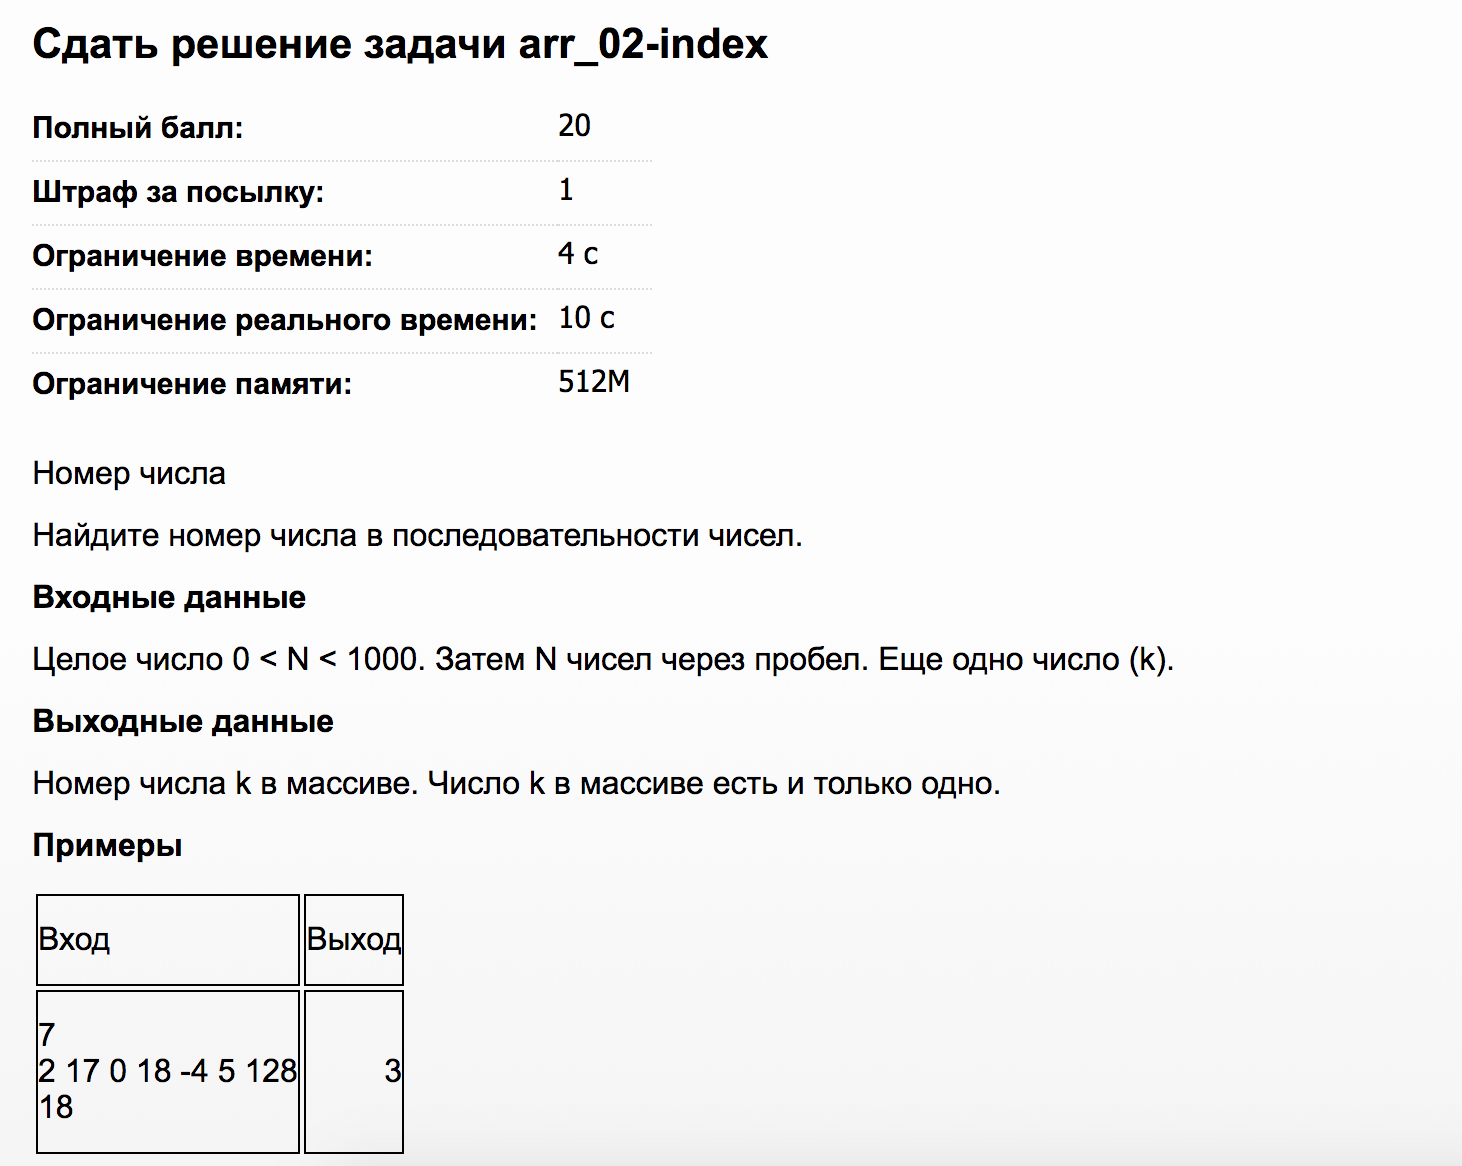 Сдать решение задачи arr_02-index
Полный балл: 20
Штраф за посылку: 1
Ограничение времени: 4 с
Ограничение реального времени: 10 с
Ограничение памяти: 512M
Номер числа
Найдите номер числа в последовательности чисел.
Входные данные
Целое число 0 < N < 1000. Затем N чисел через пробел. Еще одно число (k).
Выходные данные
Номер числа k в массиве. Число k в массиве есть и только одно.
Примеры
Вход Выход
7
2 17 0 18 -4 5 128 3
18